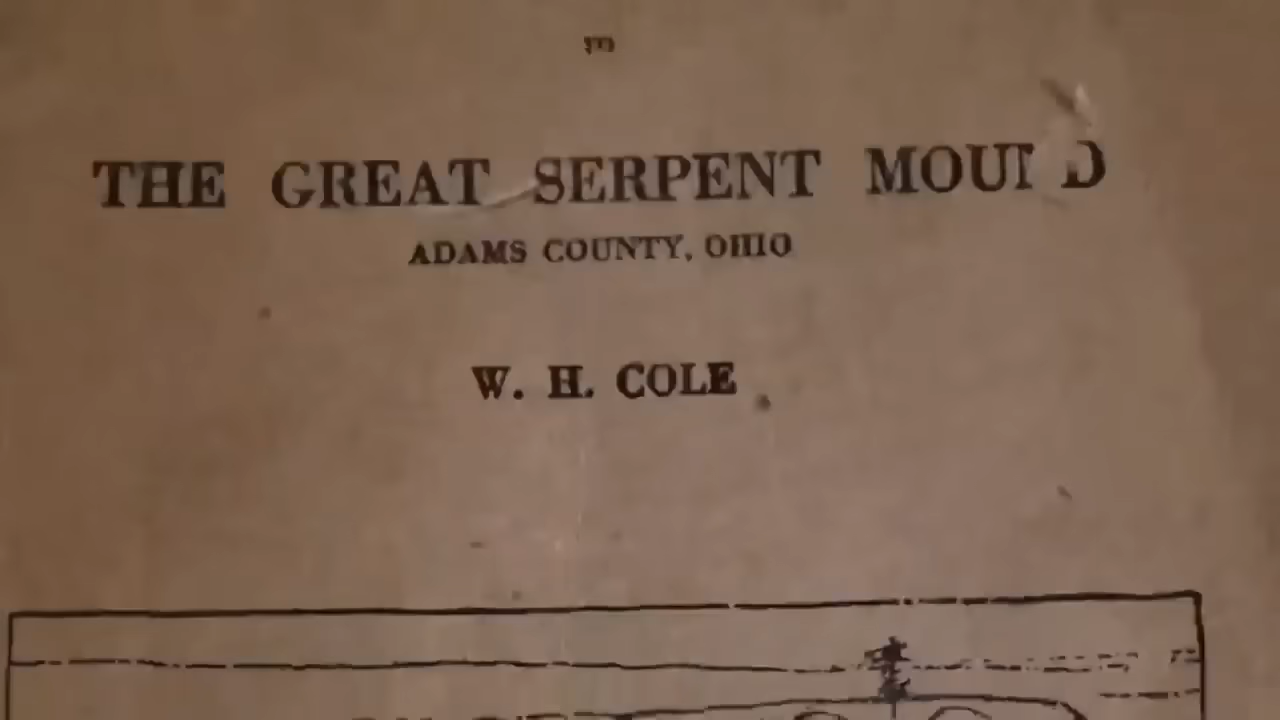 THE GREAT SERPENT MOUND
ADAMS COUNTY, OHIO
W. H. COLE